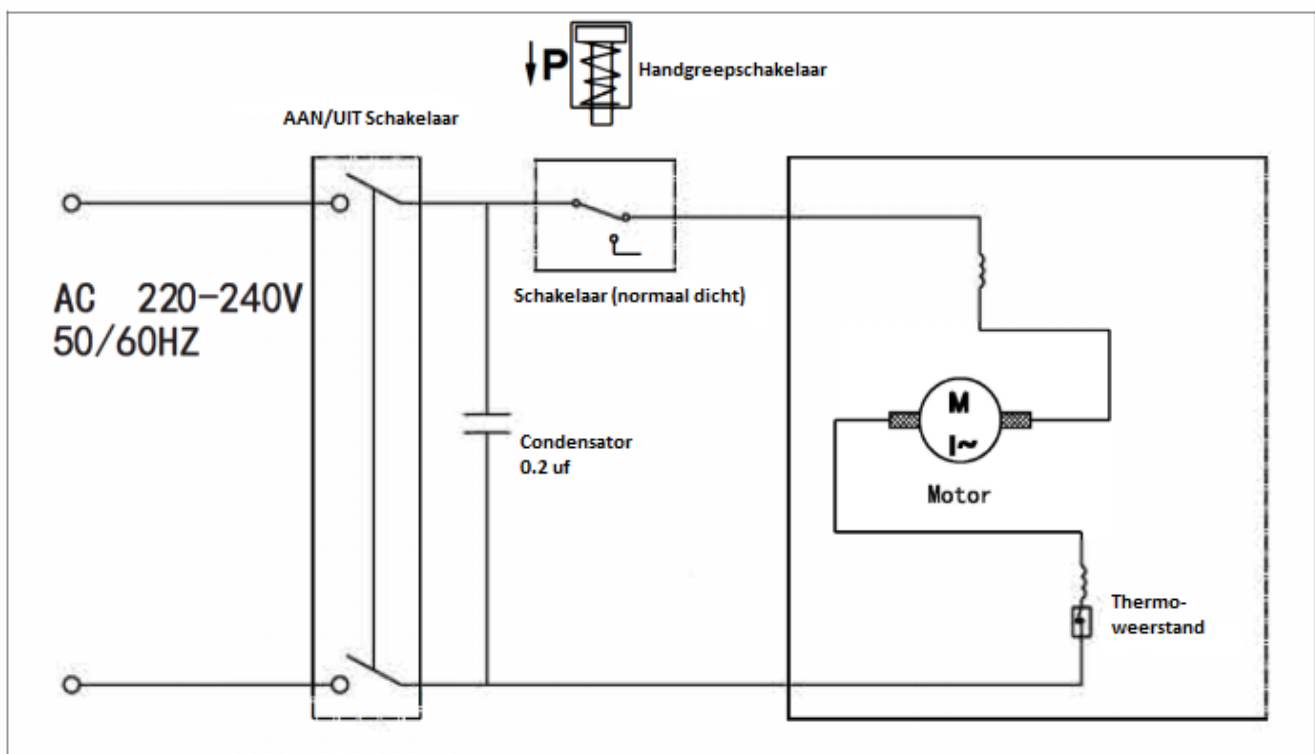 P
Handgreepschakelaar
AAN/UIT Schakelaar
Schakelaar (normaal dicht)
AC 220-240V
50/60HZ
Condensator
0.2 uf
M
I~
Motor
Thermo-
weerstand